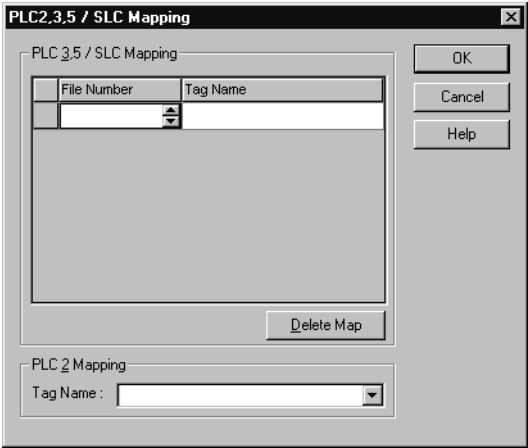 PLC2,3,5 / SLC Mapping
PLC 3,5 / SLC Mapping
File Number Tag Name
OK
Cancel
Help
Delete Map
PLC 2 Mapping
Tag Name :